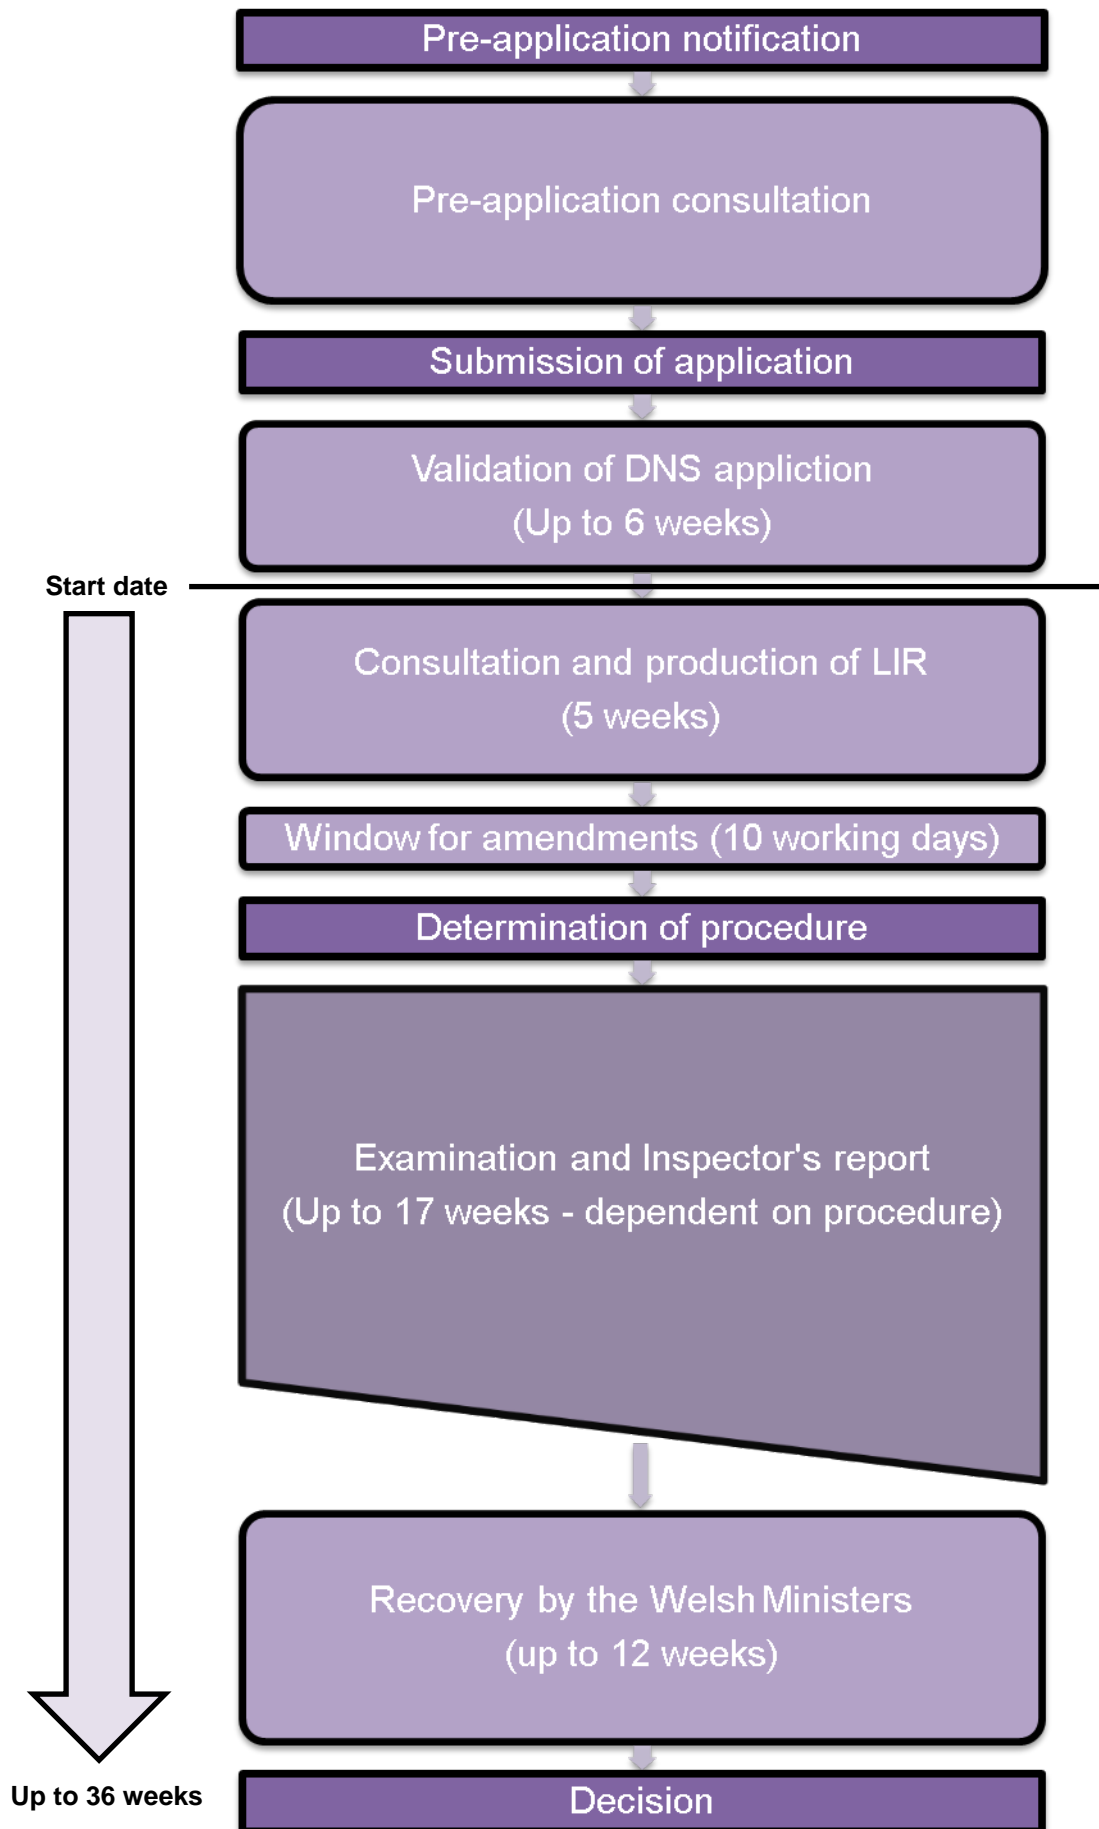 Pre-application notification
Pre-application consultation
Submission of application
Validation of DNS appliction
(Up to 6 weeks)
Start date
Consultation and production of LIR
(5 weeks)
Window for amendments (10 working days)
Determination of procedure
Examination and Inspector's report
(Up to 17 weeks - dependent on procedure)
Recovery by the Welsh Ministers
(up to 12 weeks)
Up to 36 weeks
Decision